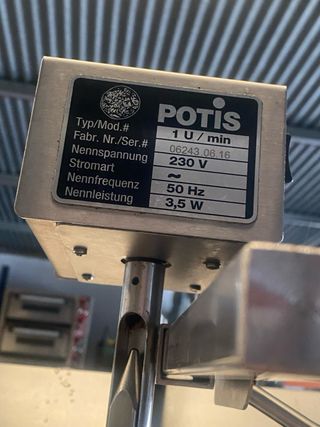 POTIS
Typ/Mod.# 1 U / min
Fabr. Nr./Ser.# 06243.06.16
Nennspannung 230 V
Stromart ~
Nennfrequenz 50 Hz
Nennleistung 3,5 W